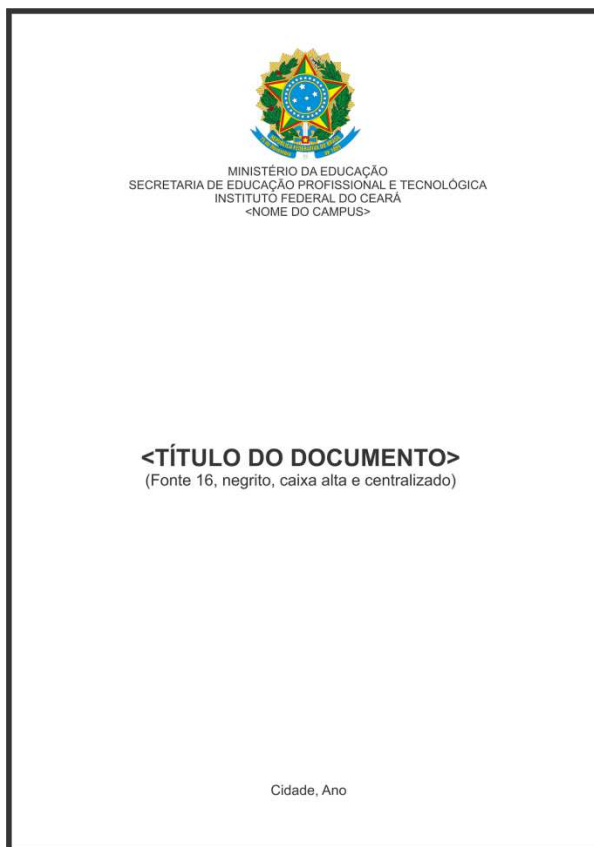 MINISTÉRIO DA EDUCAÇÃO
SECRETARIA DE EDUCAÇÃO PROFISSIONAL E TECNOLÓGICA
INSTITUTO FEDERAL DO CEARÁ
<NOME DO CAMPUS>
<TÍTULO DO DOCUMENTO>
(Fonte 16, negrito, caixa alta e centralizado)
Cidade, Ano